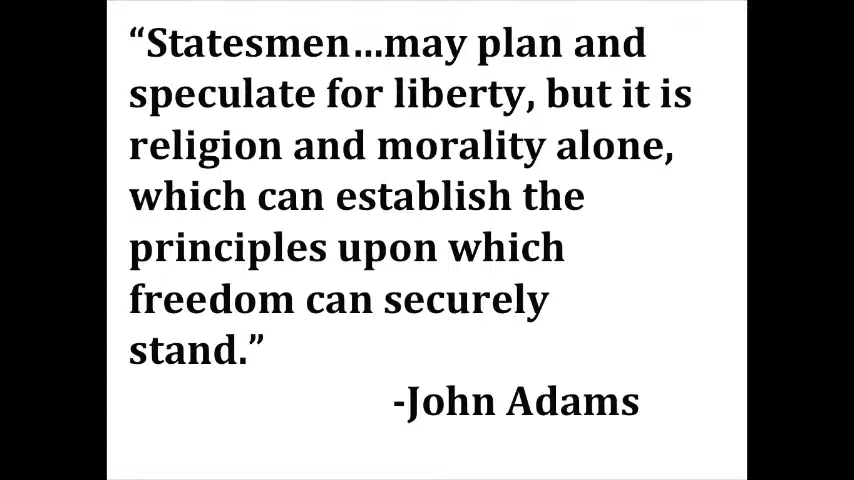 “Statesmen…may plan and
speculate for liberty, but it is
religion and morality alone,
which can establish the
principles upon which
freedom can securely
stand.”
-John Adams